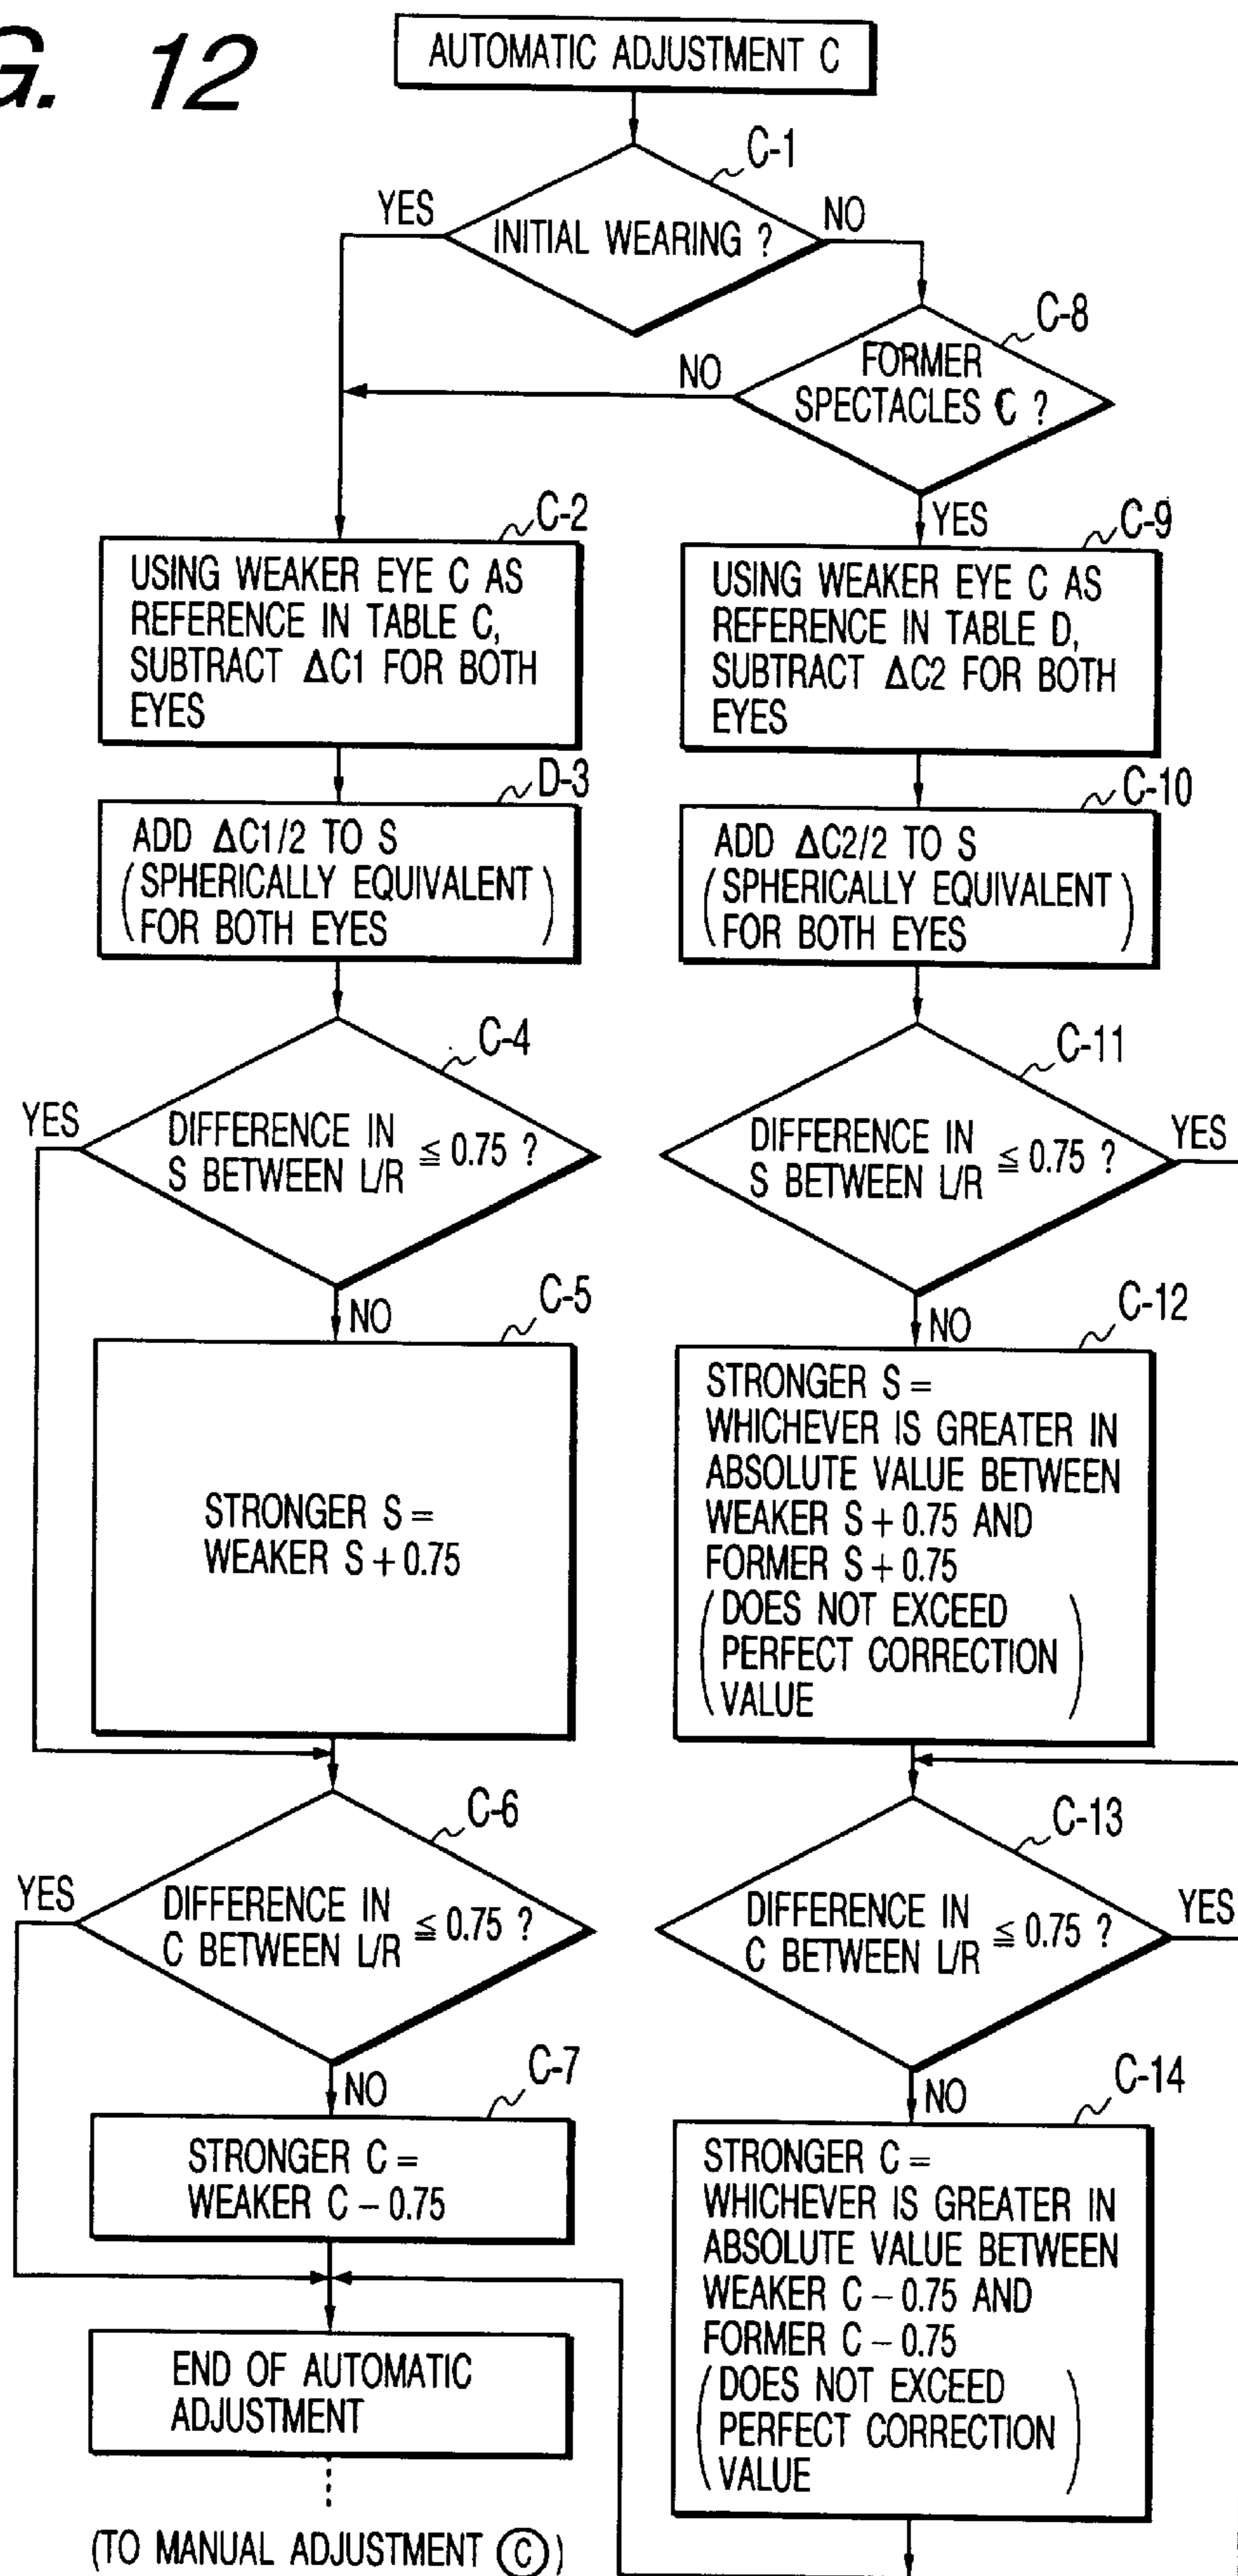 G. 12
AUTOMATIC ADJUSTMENT C
C-1
YES
INITIAL WEARING ?
NO
C-8
FORMER
SPECTACLES C ?
NO
YES
C-2
USING WEAKER EYE C AS
REFERENCE IN TABLE C,
SUBTRACT ΔC1 FOR BOTH
EYES
C-9
USING WEAKER EYE C AS
REFERENCE IN TABLE D,
SUBTRACT ΔC2 FOR BOTH
EYES
D-3
ADD ΔC1/2 TO S
(SPHERICALLY EQUIVALENT
FOR BOTH EYES)
C-10
ADD ΔC2/2 TO S
(SPHERICALLY EQUIVALENT
FOR BOTH EYES)
C-4
YES
DIFFERENCE IN
S BETWEEN L/R ≦ 0.75 ?
NO
C-11
DIFFERENCE IN
S BETWEEN L/R ≦ 0.75 ?
YES
NO
C-5
STRONGER S =
WEAKER S + 0.75
C-12
STRONGER S =
WHICHEVER IS GREATER IN
ABSOLUTE VALUE BETWEEN
WEAKER S + 0.75 AND
FORMER S + 0.75
(DOES NOT EXCEED
PERFECT CORRECTION
VALUE)
C-6
YES
DIFFERENCE IN
C BETWEEN L/R ≦ 0.75 ?
NO
C-13
DIFFERENCE IN
C BETWEEN L/R ≦ 0.75 ?
YES
NO
C-7
STRONGER C =
WEAKER C – 0.75
C-14
STRONGER C =
WHICHEVER IS GREATER IN
ABSOLUTE VALUE BETWEEN
WEAKER C – 0.75 AND
FORMER C – 0.75
(DOES NOT EXCEED
PERFECT CORRECTION
VALUE)
END OF AUTOMATIC
ADJUSTMENT
(TO MANUAL ADJUSTMENT Ⓒ)